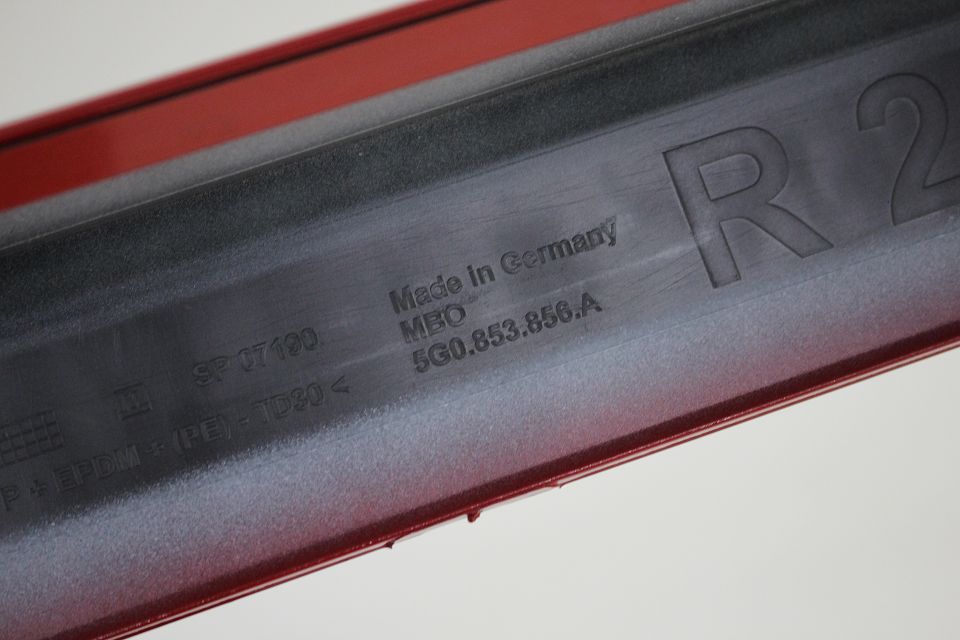 R 2
Made in Germany
MBO
5G0.853.856.A
SP 07190
P + EPDM + (PE) - TD30 <